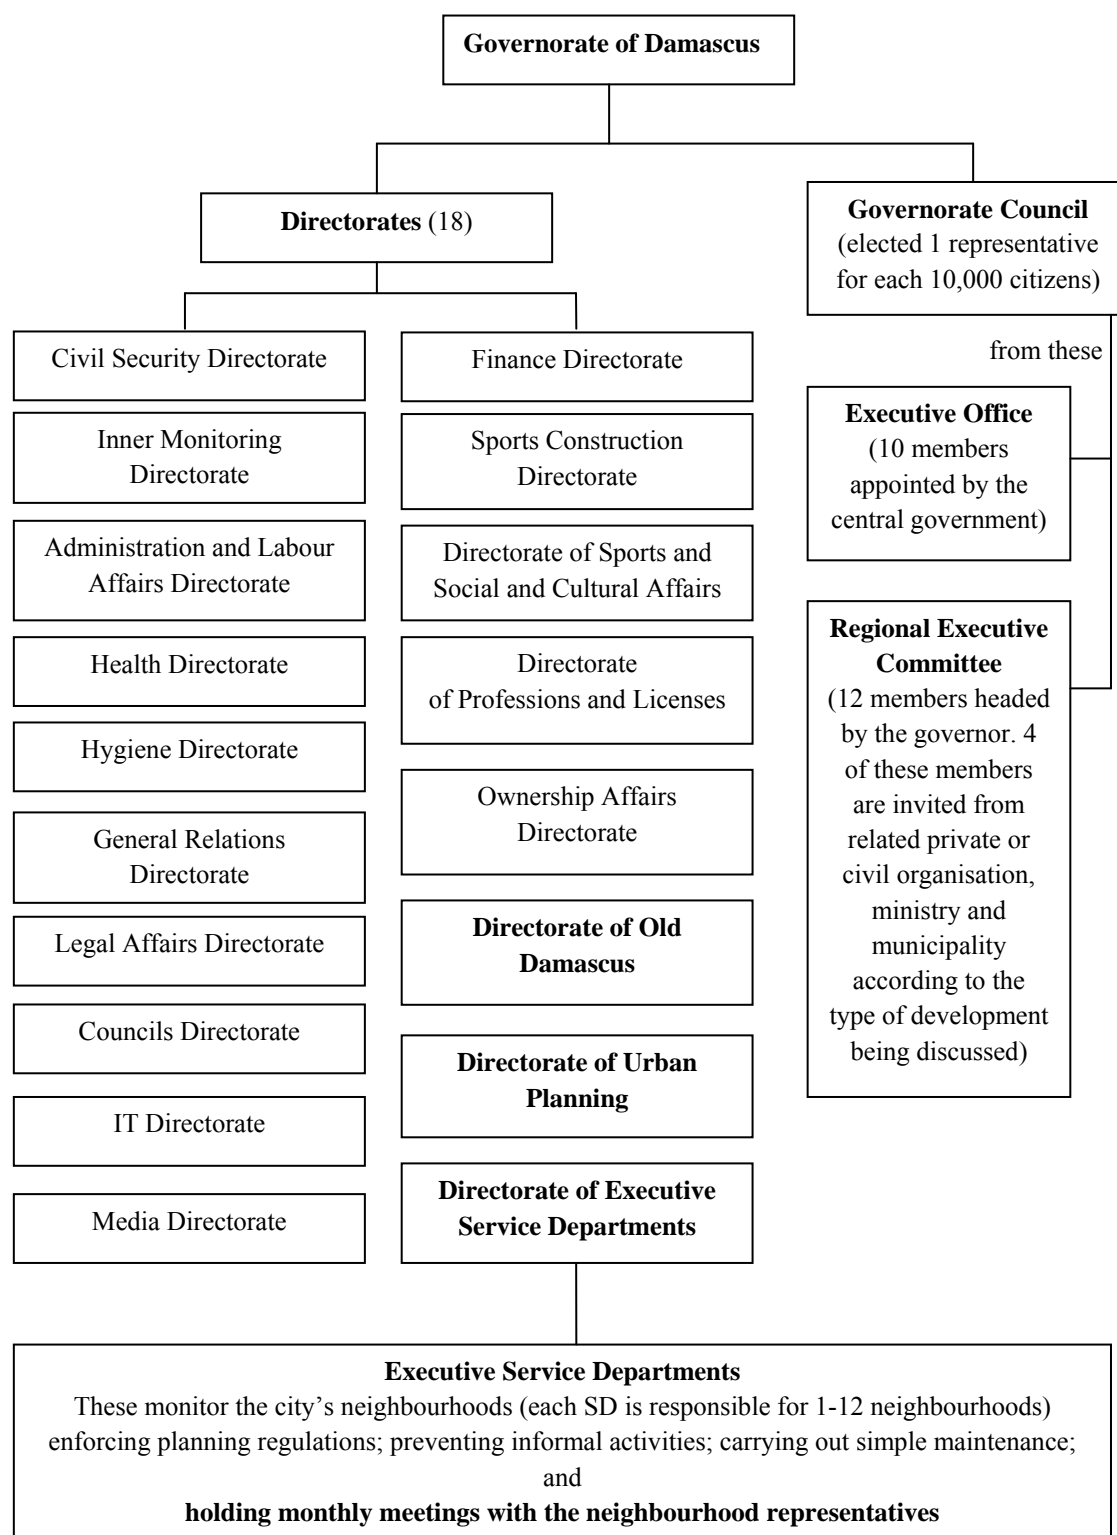 Governorate of Damascus
Directorates (18)
Governorate Council
(elected 1 representative
for each 10,000 citizens)
from these
Civil Security Directorate
Inner Monitoring
Directorate
Administration and Labour
Affairs Directorate
Health Directorate
Hygiene Directorate
General Relations
Directorate
Legal Affairs Directorate
Councils Directorate
IT Directorate
Media Directorate
Finance Directorate
Sports Construction
Directorate
Directorate of Sports and
Social and Cultural Affairs
Directorate
of Professions and Licenses
Ownership Affairs
Directorate
Directorate of Old
Damascus
Directorate of Urban
Planning
Directorate of Executive
Service Departments
Executive Office
(10 members
appointed by the
central government)
Regional Executive
Committee
(12 members headed
by the governor. 4
of these members
are invited from
related private or
civil organisation,
ministry and
municipality
according to the
type of development
being discussed)
Executive Service Departments
These monitor the city’s neighbourhoods (each SD is responsible for 1-12 neighbourhoods)
enforcing planning regulations; preventing informal activities; carrying out simple maintenance;
and
holding monthly meetings with the neighbourhood representatives